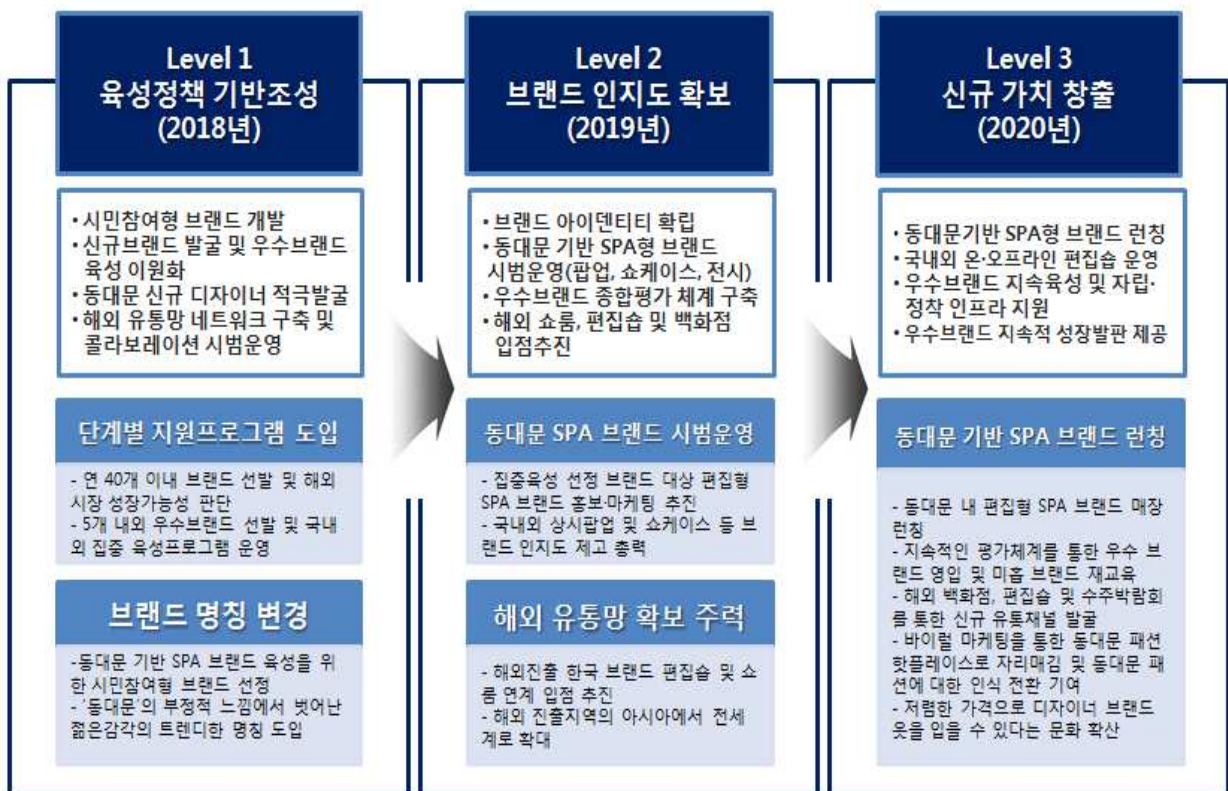 Level 1
육성정책 기반조성
(2018년)
• 시민참여형 브랜드 개발
• 신규브랜드 발굴 및 우수브랜드
육성 이원화
• 동대문 신규 디자이너 적극발굴
• 해외 유통망 네트워크 구축 및
콜라보레이션 시범운영
단계별 지원프로그램 도입
- 연 40개 이내 브랜드 선발 및 해외
시장 성장가능성 판단
- 5개 내외 우수브랜드 선발 및 국내
외 집중 육성프로그램 운영
브랜드 명칭 변경
-동대문 기반 SPA 브랜드 육성을 위
한 시민참여형 브랜드 선정
- '동대문'의 부정적 느낌에서 벗어난
젊은감각의 트렌디한 명칭 도입
Level 2
브랜드 인지도 확보
(2019년)
• 브랜드 아이덴티티 확립
• 동대문 기반 SPA형 브랜드
시범운영(팝업, 쇼케이스, 전시)
• 우수브랜드 종합평가 체계 구축
• 해외 쇼룸, 편집숍 및 백화점
입점추진
동대문 SPA 브랜드 시범운영
- 집중육성 선정 브랜드 대상 편집형
SPA 브랜드 홍보·마케팅 추진
- 국내외 상시팝업 및 쇼케이스 등 브
랜드 인지도 제고 총력
해외 유통망 확보 주력
- 해외진출 한국 브랜드 편집숍 및 쇼
룸 연계 입점 추진
- 해외 진출지역의 아시아에서 전세
계로 확대
Level 3
신규 가치 창출
(2020년)
• 동대문기반 SPA형 브랜드 런칭
• 국내외 온·오프라인 편집숍 운영
• 우수브랜드 지속육성 및 자립·
정착 인프라 지원
• 우수브랜드 지속적 성장발판 제공
동대문 기반 SPA 브랜드 런칭
- 동대문 내 편집형 SPA 브랜드 매장
런칭
- 지속적인 평가체계를 통한 우수 브
랜드 영입 및 미흡 브랜드 재교육
- 해외 백화점, 편집숍 및 수주박람회
를 통한 신규 유통채널 발굴
- 바이럴 마케팅을 통한 동대문 패션
핫플레이스로 자리매김 및 동대문 패
션에 대한 인식 전환 기여
- 저렴한 가격으로 디자이너 브랜드
옷을 입을 수 있다는 문화 확산